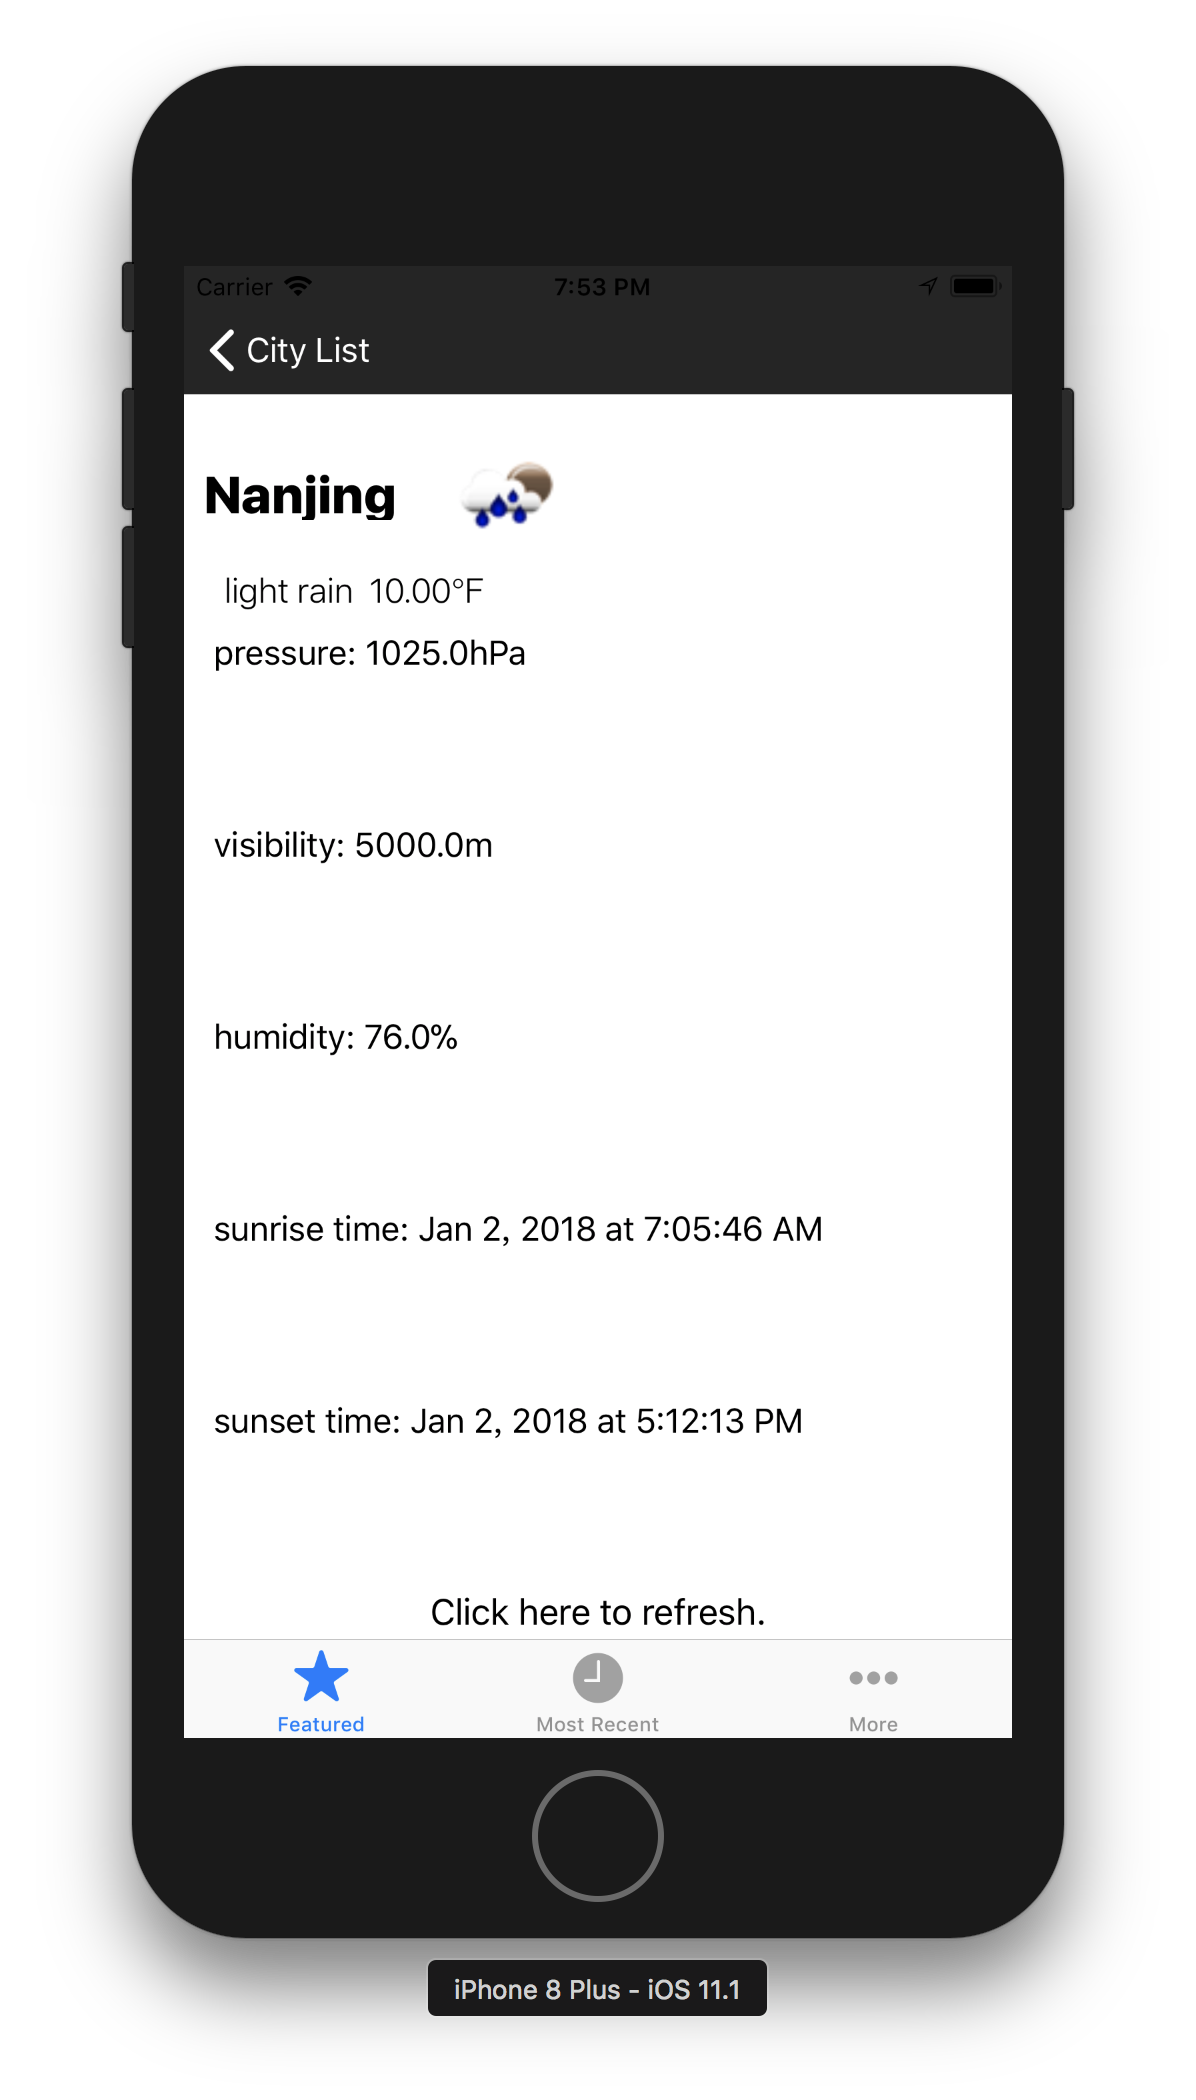 Carrier 7:53 PM
City List
Nanjing
light rain 10.00°F
pressure: 1025.0hPa
visibility: 5000.0m
humidity: 76.0%
sunrise time: Jan 2, 2018 at 7:05:46 AM
sunset time: Jan 2, 2018 at 5:12:13 PM
Click here to refresh.
Featured Most Recent More
iPhone 8 Plus - iOS 11.1